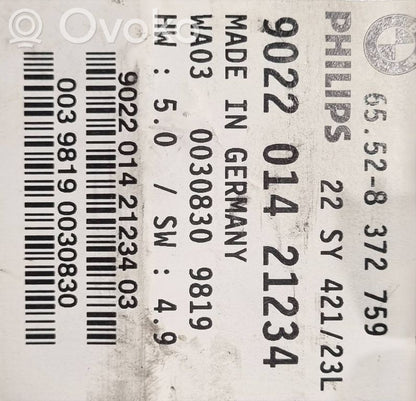 65.52-8 372 759
PHILIPS 22 SY 421/23L
9022 014 21234
MADE IN GERMANY
WA03 0030830 9819
HW : 5.0 / SW : 4.9
9022 014 21234 03
003 9819 0030830
Ovoko